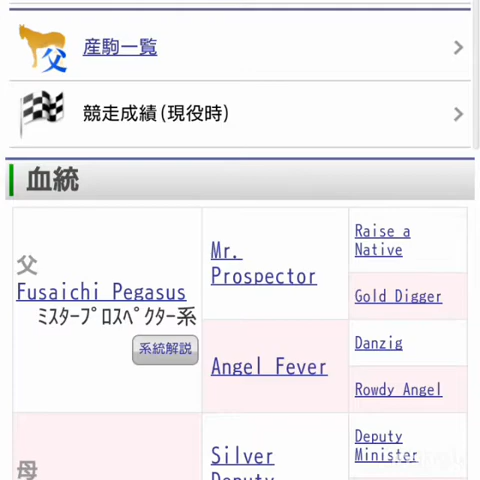 父
産駒一覧
競走成績(現役時)
血統
父
Fusaichi Pegasus
ﾐｽﾀｰﾌﾟﾛｽﾍﾟｸﾀｰ系
系統解説
Mr.
Prospector
Raise a
Native
Gold Digger
Angel Fever
Danzig
Rowdy Angel
母
Silver
Deputy
Deputy
Minister